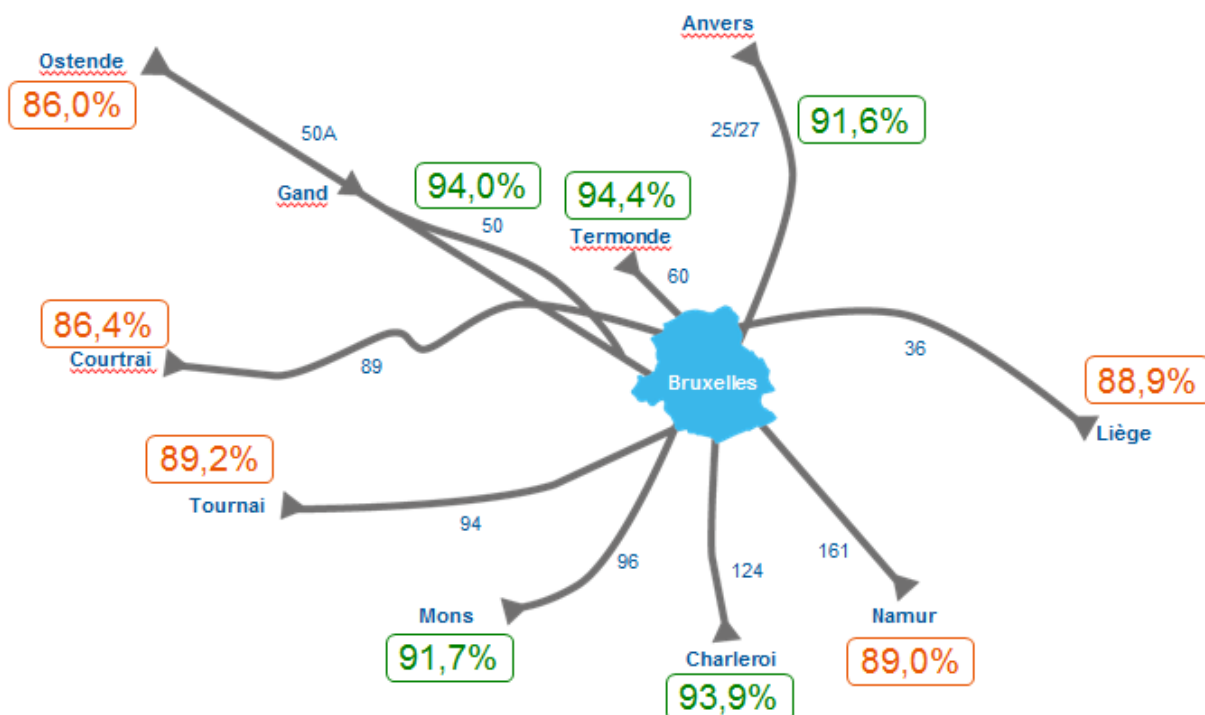 Anvers
Ostende
86,0%
91,6%
50A
25/27
Gand
94,0%
94,4%
50
Termonde
60
86,4%
Courtrai
89
36
Bruxelles
88,9%
Liège
89,2%
Tournai
94
96
124
161
Mons
91,7%
Charleroi
93,9%
Namur
89,0%